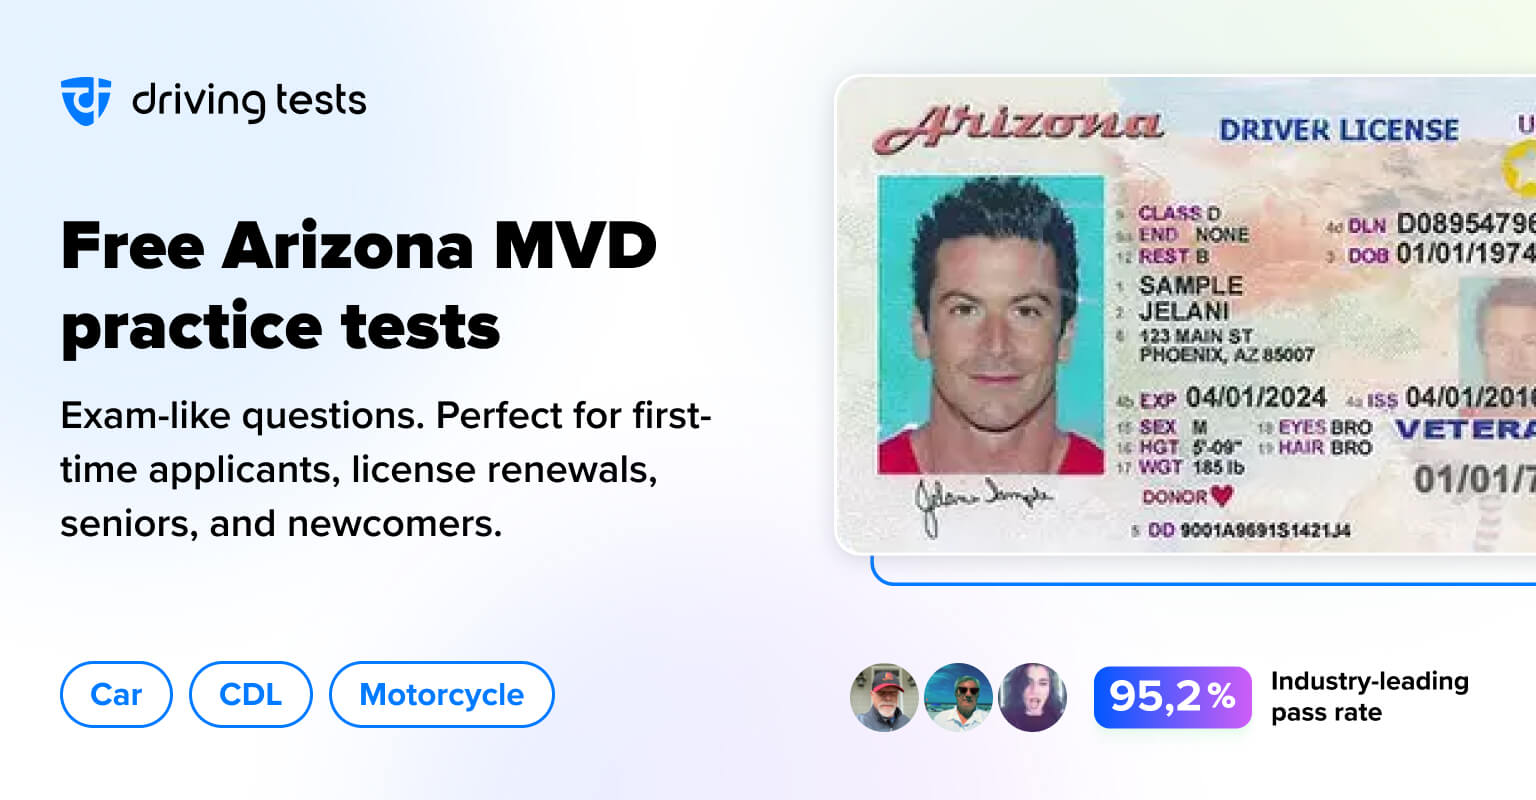 driving tests
Free Arizona MVD
practice tests
Exam-like questions. Perfect for first-
time applicants, license renewals,
seniors, and newcomers.
Car
CDL
Motorcycle
Arizona
DRIVER LICENSE
9 CLASS D
9a END NONE
12 REST B
4d DLN D0895479
3 DOB 01/01/1974
1 SAMPLE
2 JELANI
8 123 MAIN ST
PHOENIX, AZ 85007
4b EXP 04/01/2024
4a ISS 04/01/2016
15 SEX M
18 EYES BRO
VETERA
16 HGT 5'-09"
19 HAIR BRO
17 WGT 185 lb
01/01/7
DONOR
Jelani Sample
5 DD 9001A9691S1421J4
95,2%
Industry-leading
pass rate